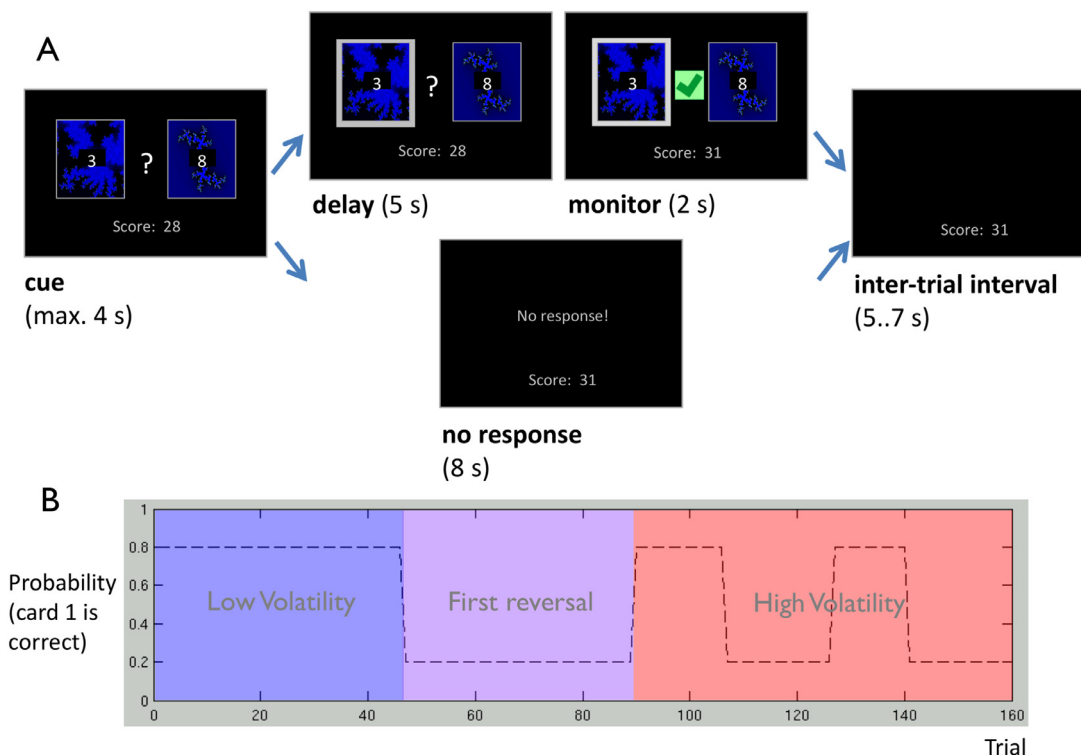 A
3
?
8
Score: 28
cue
(max. 4 s)
3
?
8
Score: 28
delay (5 s)
3
8
Score: 31
monitor (2 s)
No response!
Score: 31
no response
(8 s)
Score: 31
inter-trial interval
(5..7 s)
B
Probability
(card 1 is
correct)
1
0.8
0.6
0.4
0.2
0
Low Volatility
First reversal
High Volatility
0
20
40
60
80
100
120
140
160
Trial